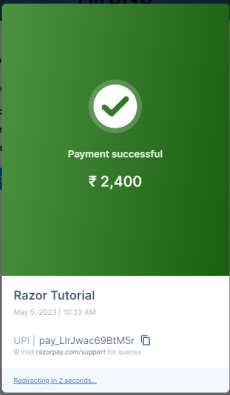 Payment successful
₹ 2,400
Razor Tutorial
May 5, 2023 | 10:33 AM
UPI | pay_LlrJwac69BtM5r
Visit razorpay.com/support for queries
Redirecting in 2 seconds...